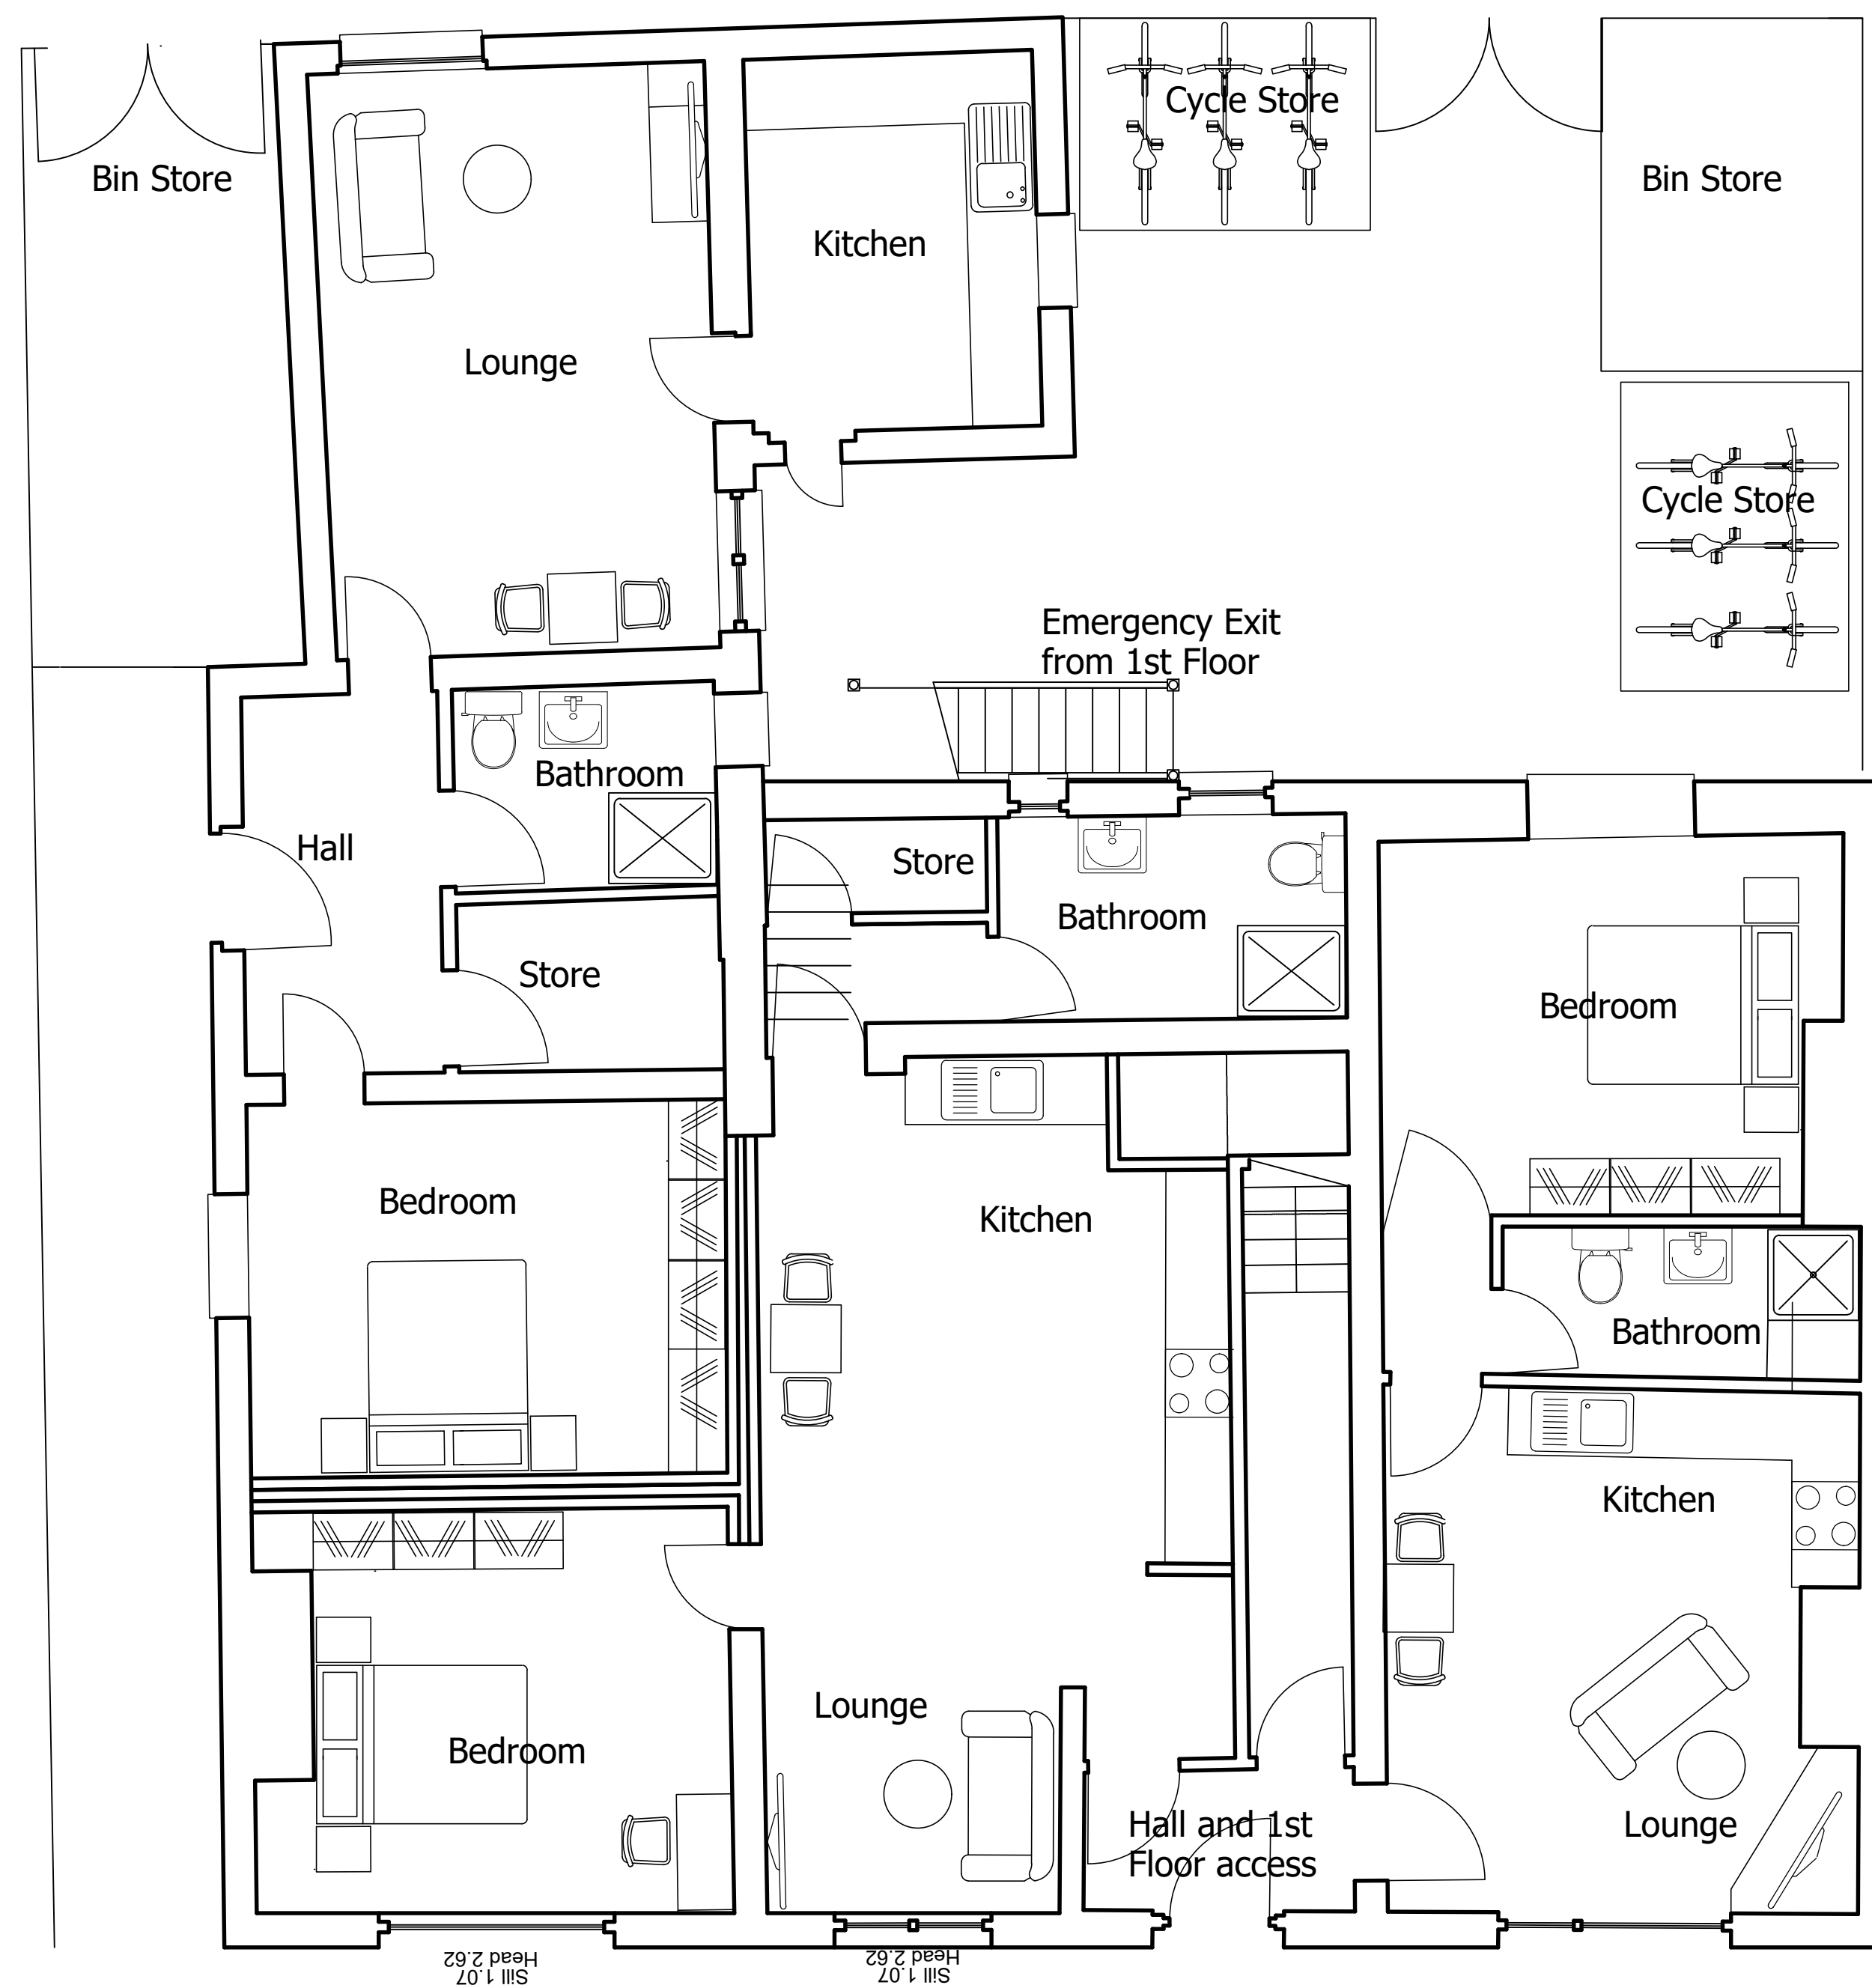 Cycle Store
Bin Store
Bin Store
Kitchen
Lounge
Cycle Store
Emergency Exit
from 1st Floor
Bathroom
Hall
Store
Bathroom
Store
Bedroom
Bedroom
Kitchen
Bathroom
Kitchen
Lounge
Bedroom
Hall and 1st
Floor access
Lounge
Sill 1.07
Head 2.62
Sill 1.07
Head 2.62